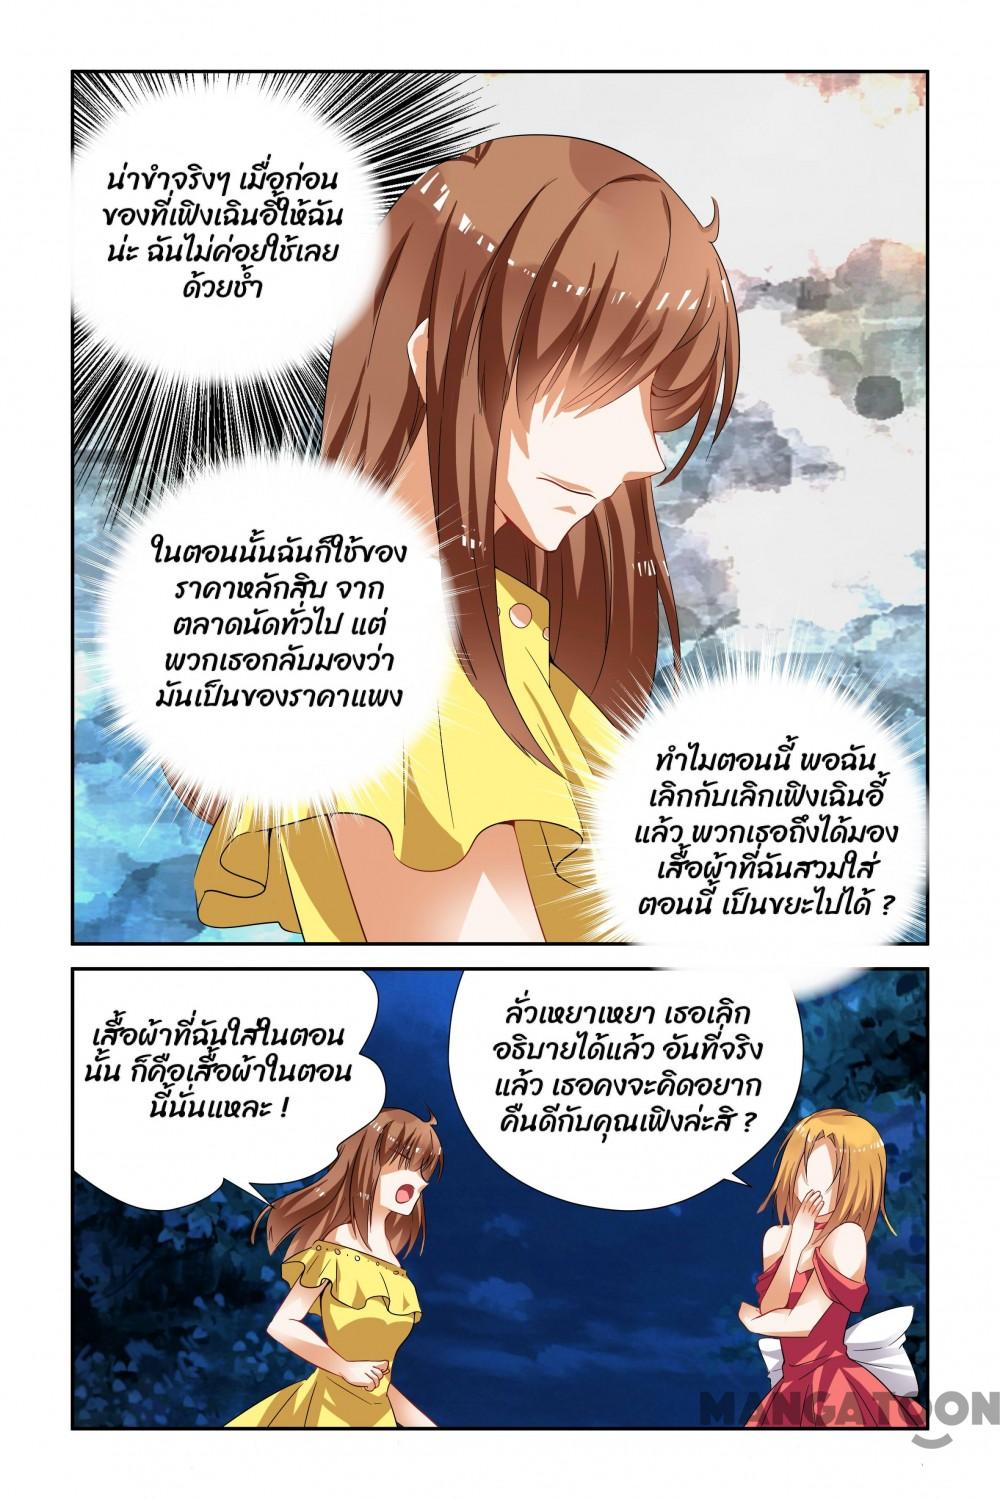 น่าขำจริงๆ เมื่อก่อน
ของที่เฟิงเฉินอี้ให้ฉัน
น่ะ ฉันไม่ค่อยใช้เลย
ด้วยซ้ำ
ในตอนนั้นฉันก็ใช้ของ
ราคาหลักสิบ จาก
ตลาดนัดทั่วไป แต่
พวกเธอกลับมองว่า
มันเป็นของราคาแพง
ทำไมตอนนี้ พอฉัน
เลิกกับเลิกเฟิงเฉินอี้
แล้ว พวกเธอถึงได้มอง
เสื้อผ้าที่ฉันสวมใส่
ตอนนี้ เป็นขยะไปได้ ?
เสื้อผ้าที่ฉันใส่ในตอน
นั้น ก็คือเสื้อผ้าในตอน
นี้นั่นแหละ !
ลั่วเหยาเหยา เธอเลิก
อธิบายได้แล้ว อันที่จริง
แล้ว เธอคงจะคิดอยาก
คืนดีกับคุณเฟิงล่ะสิ ?
MANGATOON